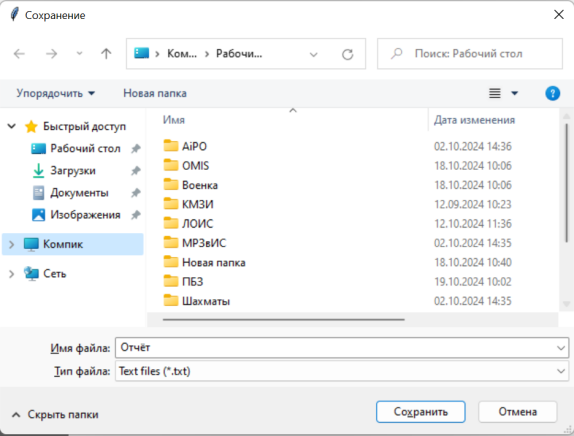 Сохранение
Ком... Рабочи... Поиск: Рабочий стол
Упорядочить Новая папка ?
Имя Дата изменения
Быстрый доступ
Рабочий стол
Загрузки
Документы
Изображения
Компик
Сеть
AiPO 02.10.2024 14:36
OMIS 18.10.2024 10:06
Военка 18.10.2024 10:06
КМЗИ 12.09.2024 10:23
ЛОИС 12.10.2024 11:36
МРЗвИС 02.10.2024 14:35
Новая папка 18.10.2024 10:40
ПБЗ 19.10.2024 10:02
Шахматы 02.10.2024 14:35
Имя файла: Отчёт
Тип файла: Text files (*.txt)
Скрыть папки Сохранить Отмена